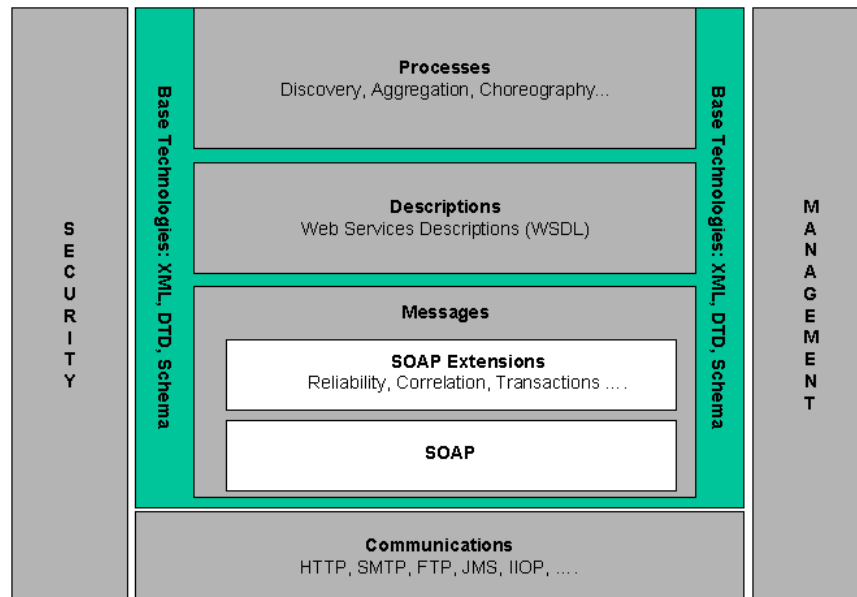 SECURITY
Base Technologies: XML, DTD, Schema
Processes
Discovery, Aggregation, Choreography...
Descriptions
Web Services Descriptions (WSDL)
Messages
SOAP Extensions
Reliability, Correlation, Transactions ....
SOAP
Base Technologies: XML, DTD, Schema
MANAGEMENT
Communications
HTTP, SMTP, FTP, JMS, IIOP, ....